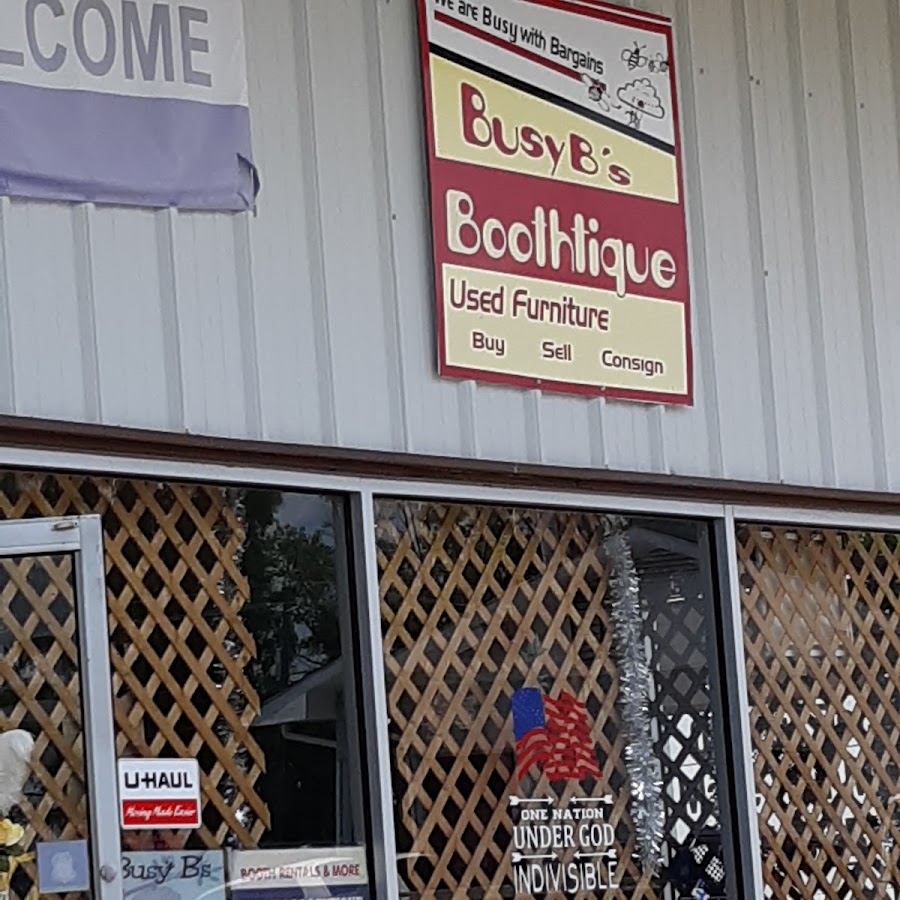 LCOME
We are Busy with Bargains
BusyB's
Boothtique
Used Furniture
Buy Sell Consign
U-HAUL
Moving Made Easier
ONE NATION
UNDER GOD
INDIVISIBLE
Busy B's
BOOTH RENTALS & MORE